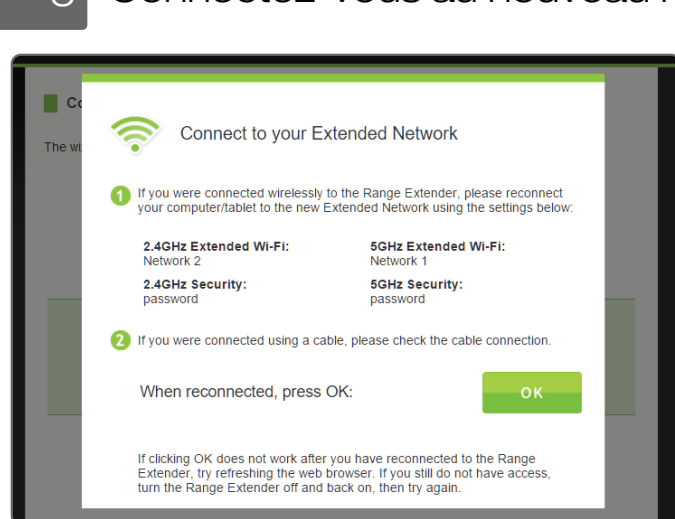 Connectez-vous au nouveau
Connect to your Extended Network
The
1 If you were connected wirelessly to the Range Extender, please reconnect
your computer/tablet to the new Extended Network using the settings below:
2.4GHz Extended Wi-Fi: 5GHz Extended Wi-Fi:
Network 2 Network 1
2.4GHz Security: 5GHz Security:
password password
2 If you were connected using a cable, please check the cable connection.
When reconnected, press OK: OK
If clicking OK does not work after you have reconnected to the Range
Extender, try refreshing the web browser. If you still do not have access,
turn the Range Extender off and back on, then try again.